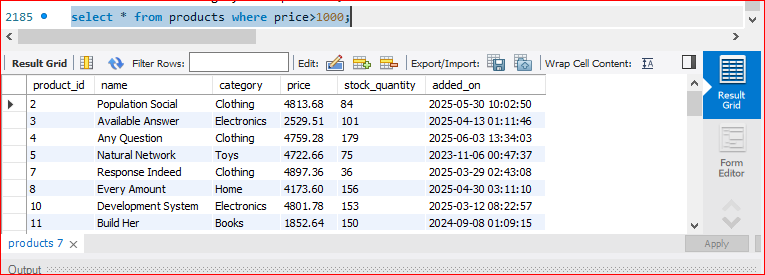 2185 select * from products where price>1000;
Result Grid Filter Rows: Edit: Export/Import: Wrap Cell Content: IA
product_id name category price stock_quantity added_on
2 Population Social Clothing 4813.68 84 2025-05-30 10:02:50
3 Available Answer Electronics 2529.51 101 2025-04-13 01:11:46
4 Any Question Clothing 4759.28 179 2025-06-03 13:34:03
5 Natural Network Toys 4722.66 75 2023-11-06 00:47:37
7 Response Indeed Clothing 4897.36 36 2025-03-29 02:43:08
8 Every Amount Home 4173.60 156 2025-04-30 03:11:10
10 Development System Electronics 4801.78 153 2025-03-12 08:22:57
11 Build Her Books 1852.64 150 2024-09-08 01:09:15
Result
Grid
Form
Editor
products 7 Apply
Output